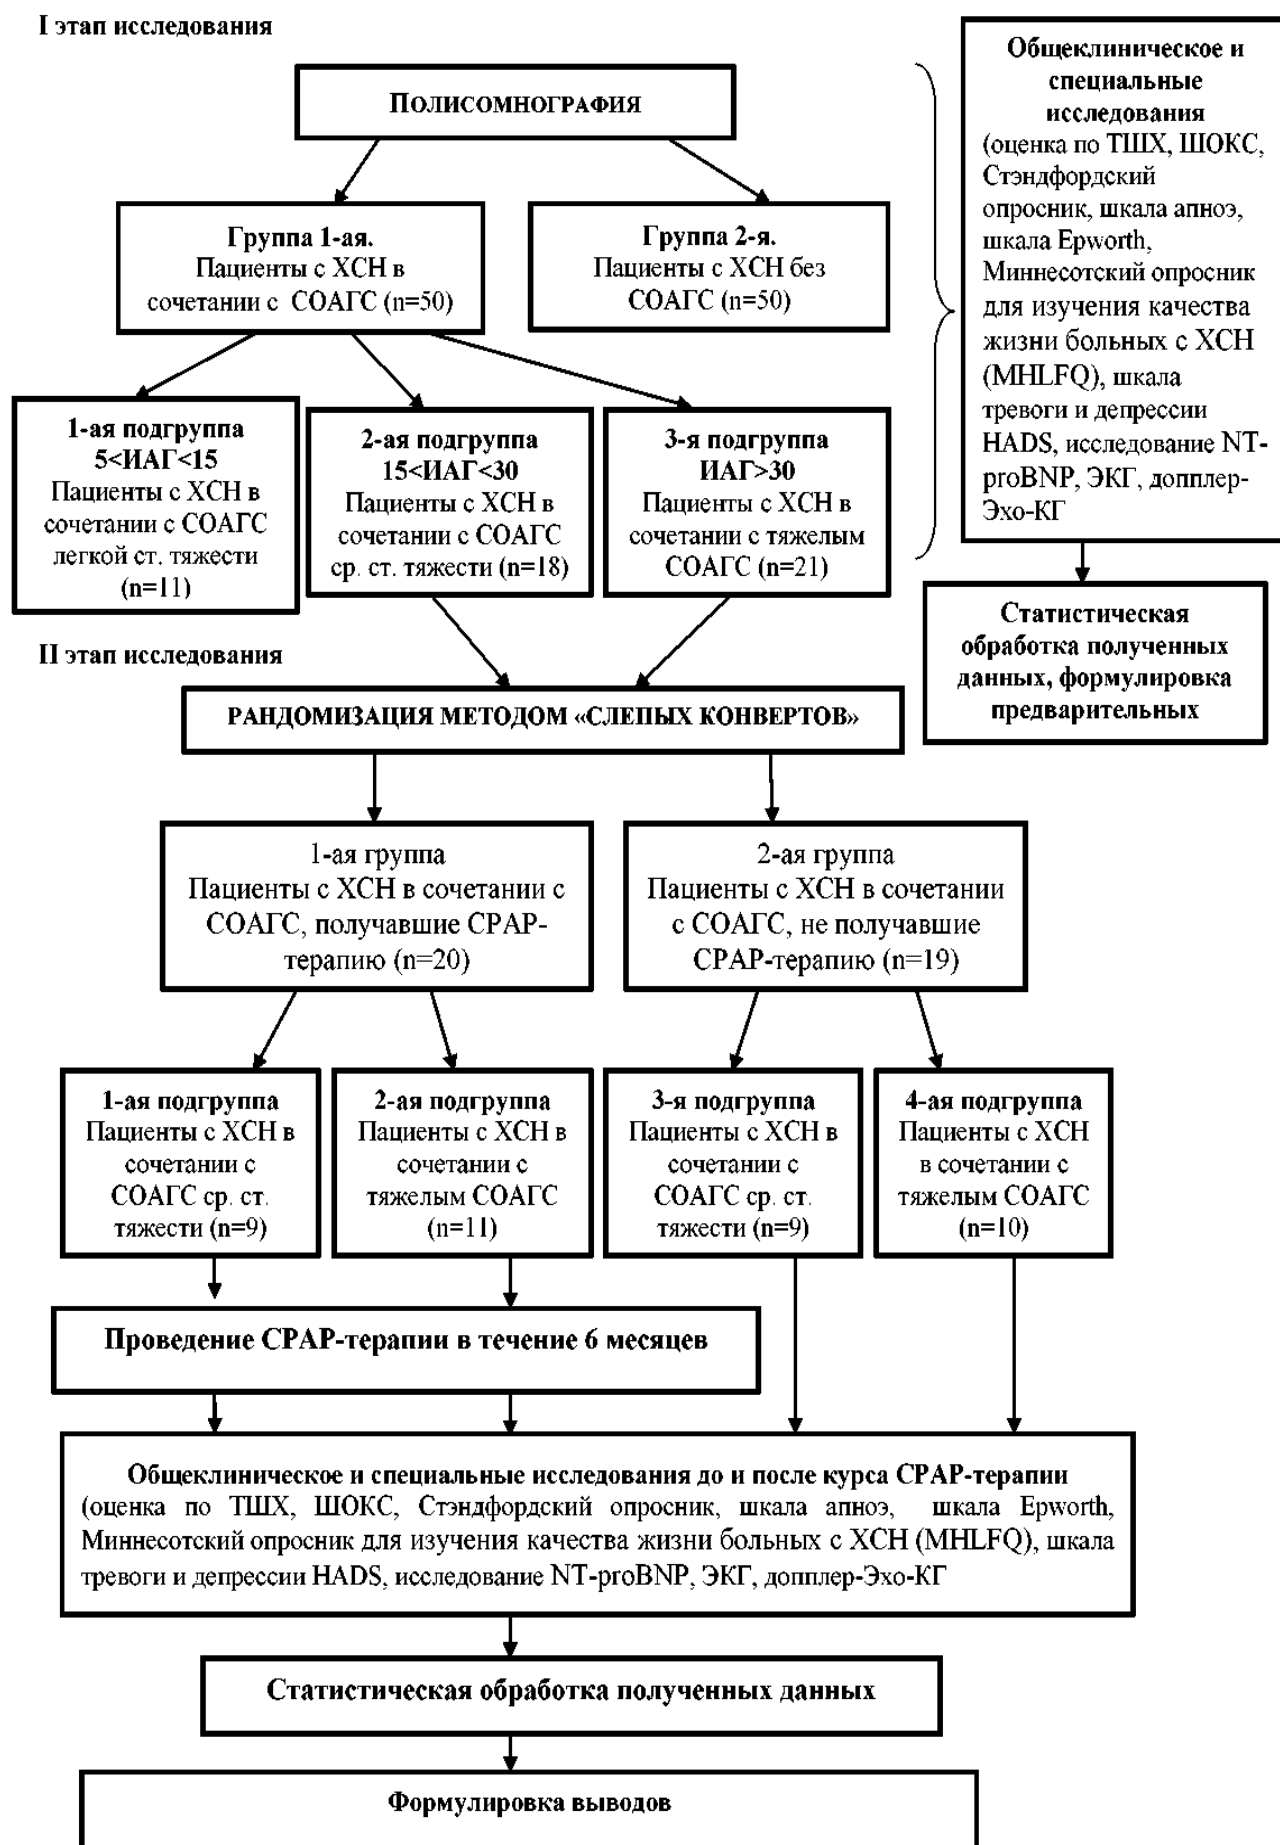 I этап исследования
ПОЛИСОМНОГРАФИЯ
Группа 1-ая.
Пациенты с ХСН в
сочетании с СОАГС (n=50)
Группа 2-я.
Пациенты с ХСН без
СОАГС (n=50)
1-ая подгруппа
5<ИАГ<15
Пациенты с ХСН в
сочетании с СОАГС
легкой ст. тяжести
(n=11)
2-ая подгруппа
15<ИАГ<30
Пациенты с ХСН в
сочетании с СОАГС
ср. ст. тяжести (n=18)
3-я подгруппа
ИАГ>30
Пациенты с ХСН в
сочетании с тяжелым
СОАГС (n=21)
Общеклиническое и
специальные
исследования
(оценка по ТШХ, ШОКС,
Стэндфордский
опросник, шкала апноэ,
шкала Epworth,
Миннесотский опросник
для изучения качества
жизни больных с ХСН
(MHLFQ), шкала
тревоги и депрессии
HADS, исследование NT-
proBNP, ЭКГ, допплер-
Эхо-КГ
Статистическая
обработка полученных
данных, формулировка
предварительных
II этап исследования
РАНДОМИЗАЦИЯ МЕТОДОМ «СЛЕПЫХ КОНВЕРТОВ»
1-ая группа
Пациенты с ХСН в сочетании с
СОАГС, получавшие CPAP-
терапию (n=20)
2-ая группа
Пациенты с ХСН в сочетании
с СОАГС, не получавшие
CPAP-терапию (n=19)
1-ая подгруппа
Пациенты с ХСН в
сочетании с
СОАГС ср. ст.
тяжести (n=9)
2-ая подгруппа
Пациенты с ХСН в
сочетании с
тяжелым СОАГС
(n=11)
3-я подгруппа
Пациенты с ХСН в
сочетании с
СОАГС ср. ст.
тяжести (n=9)
4-ая подгруппа
Пациенты с ХСН
в сочетании с
тяжелым СОАГС
(n=10)
Проведение CPAP-терапии в течение 6 месяцев
Общеклиническое и специальные исследования до и после курса CPAP-терапии
(оценка по ТШХ, ШОКС, Стэндфордский опросник, шкала апноэ, шкала Epworth,
Миннесотский опросник для изучения качества жизни больных с ХСН (MHLFQ), шкала
тревоги и депрессии HADS, исследование NT-proBNP, ЭКГ, допплер-Эхо-КГ
Статистическая обработка полученных данных
Формулировка выводов